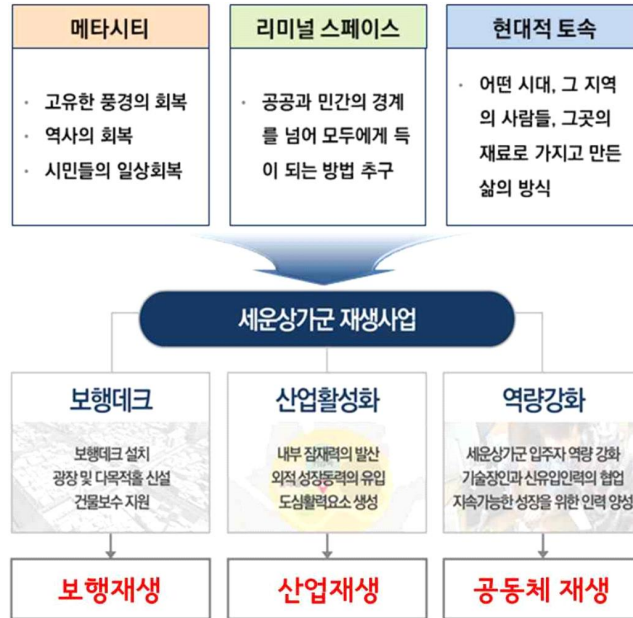 메타시티
· 고유한 풍경의 회복
· 역사의 회복
· 시민들의 일상회복
리미널 스페이스
· 공공과 민간의 경계
를 넘어 모두에게 득
이 되는 방법 추구
현대적 토속
· 어떤 시대, 그 지역
의 사람들, 그곳의
재료로 가지고 만든
삶의 방식
세운상가군 재생사업
보행데크
보행데크 설치
광장 및 다목적홀 신설
건물보수 지원
산업활성화
내부 잠재력의 발산
외적 성장동력의 유입
도심활력요소 생성
역량강화
세운상가군 입주자 역량 강화
기술장인과 신유입인력의 협업
지속가능한 성장을 위한 인력 양성
보행재생
산업재생
공동체 재생